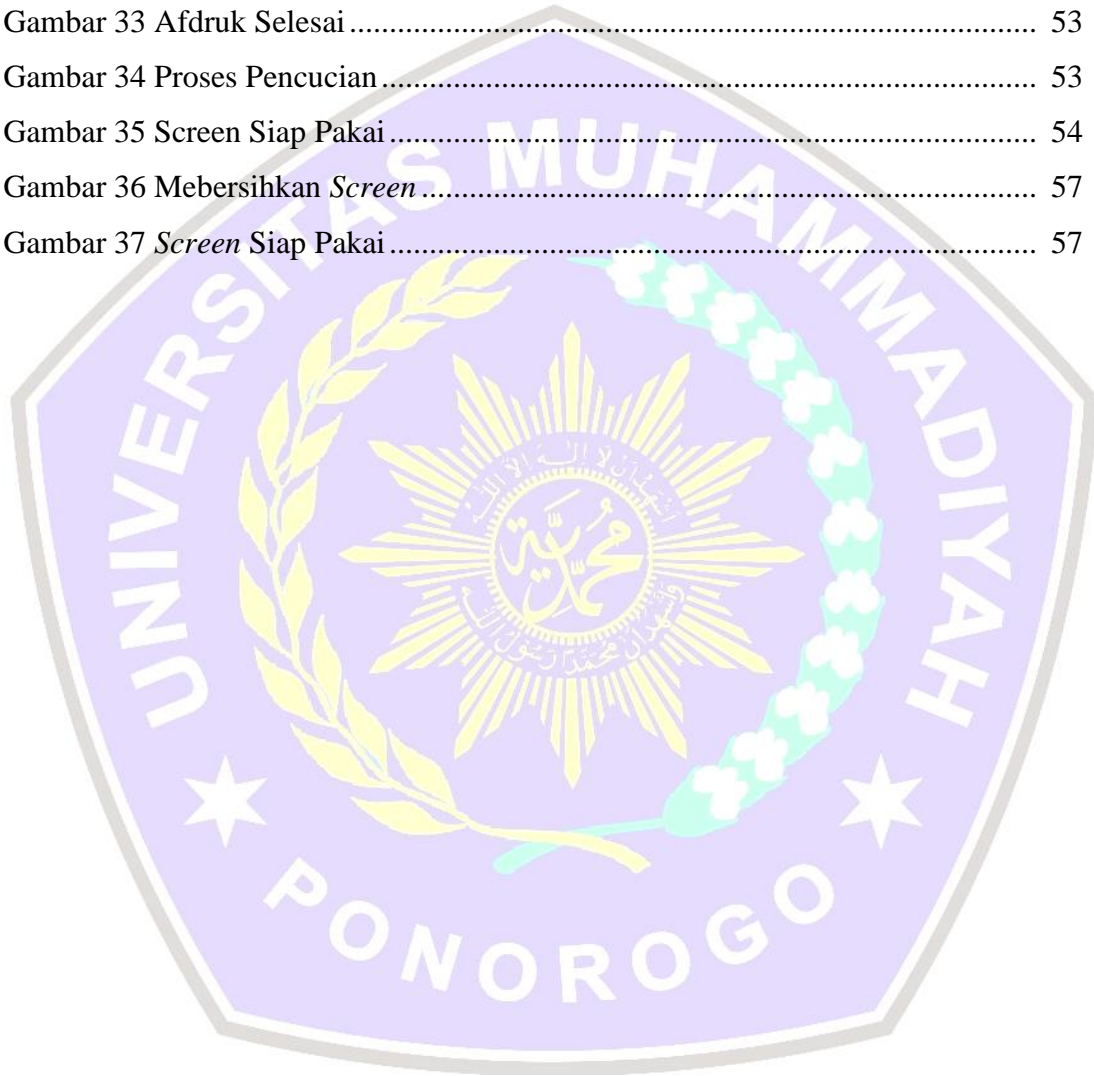 Gambar 33 Afdruk Selesai ........................................................................................ 53
Gambar 34 Proses Pencucian .................................................................................... 53
Gambar 35 Screen Siap Pakai ................................................................................... 54
Gambar 36 Mebersihkan Screen ............................................................................... 57
Gambar 37 Screen Siap Pakai ................................................................................... 57
UNIVERSITAS MUHAMMADIYAH
PONOROGO
محمدية